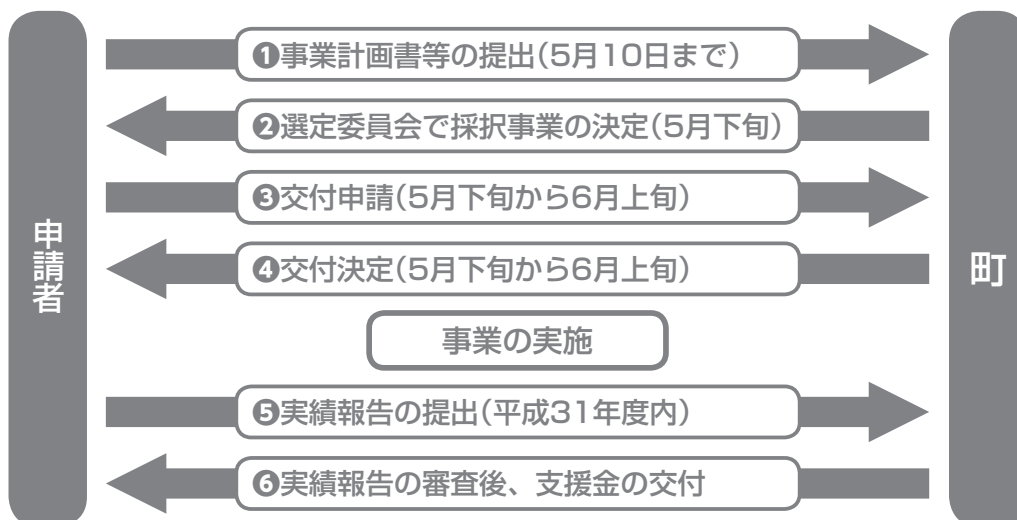 申請者
町
❶事業計画書等の提出(5月10日まで)
❷選定委員会で採択事業の決定(5月下旬)
❸交付申請(5月下旬から6月上旬)
❹交付決定(5月下旬から6月上旬)
事業の実施
❺実績報告の提出(平成31年度内)
❻実績報告の審査後、支援金の交付